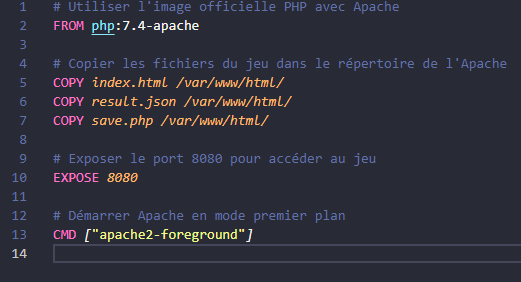 1 # Utiliser l'image officielle PHP avec Apache
2 FROM php:7.4-apache
3
4 # Copier les fichiers du jeu dans le répertoire de l'Apache
5 COPY index.html /var/www/html/
6 COPY result.json /var/www/html/
7 COPY save.php /var/www/html/
8
9 # Exposer le port 8080 pour accéder au jeu
10 EXPOSE 8080
11
12 # Démarrer Apache en mode premier plan
13 CMD ["apache2-foreground"]
14